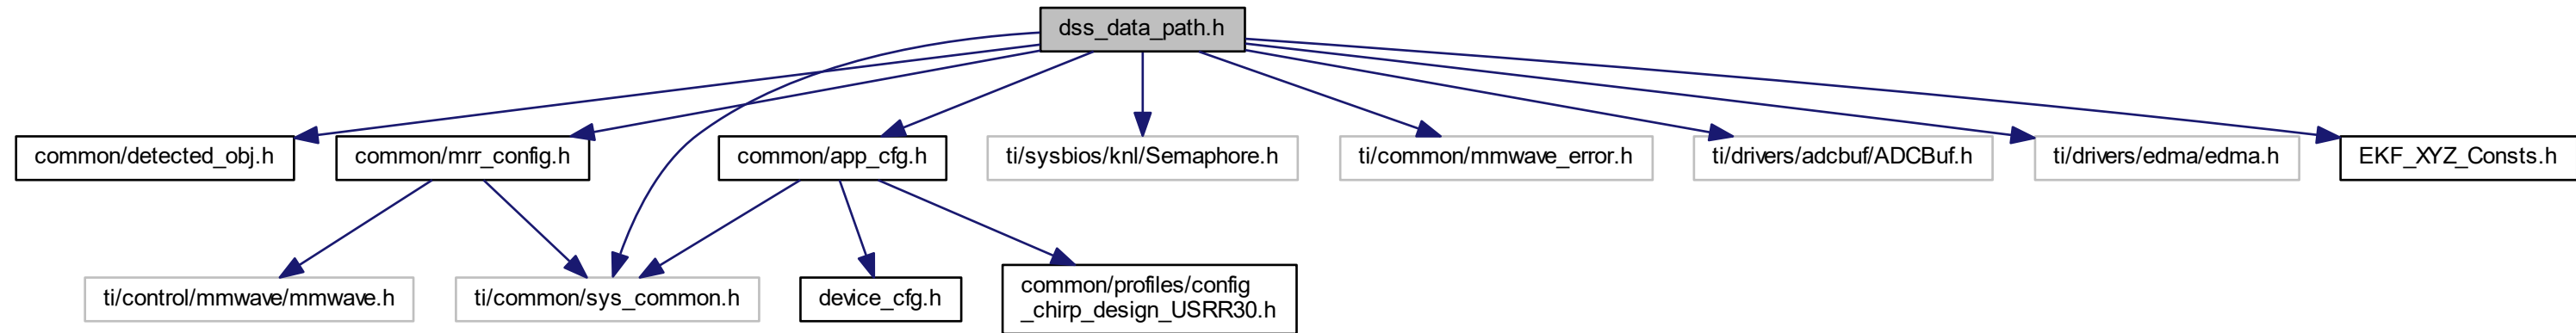 dss_data_path.h
common/detected_obj.h
common/mrr_config.h
common/app_cfg.h
ti/sysbios/knl/Semaphore.h
ti/common/mmwave_error.h
ti/drivers/adcbuf/ADCBuf.h
ti/drivers/edma/edma.h
EKF_XYZ_Consts.h
ti/control/mmwave/mmwave.h
ti/common/sys_common.h
device_cfg.h
common/profiles/config
_chirp_design_USRR30.h